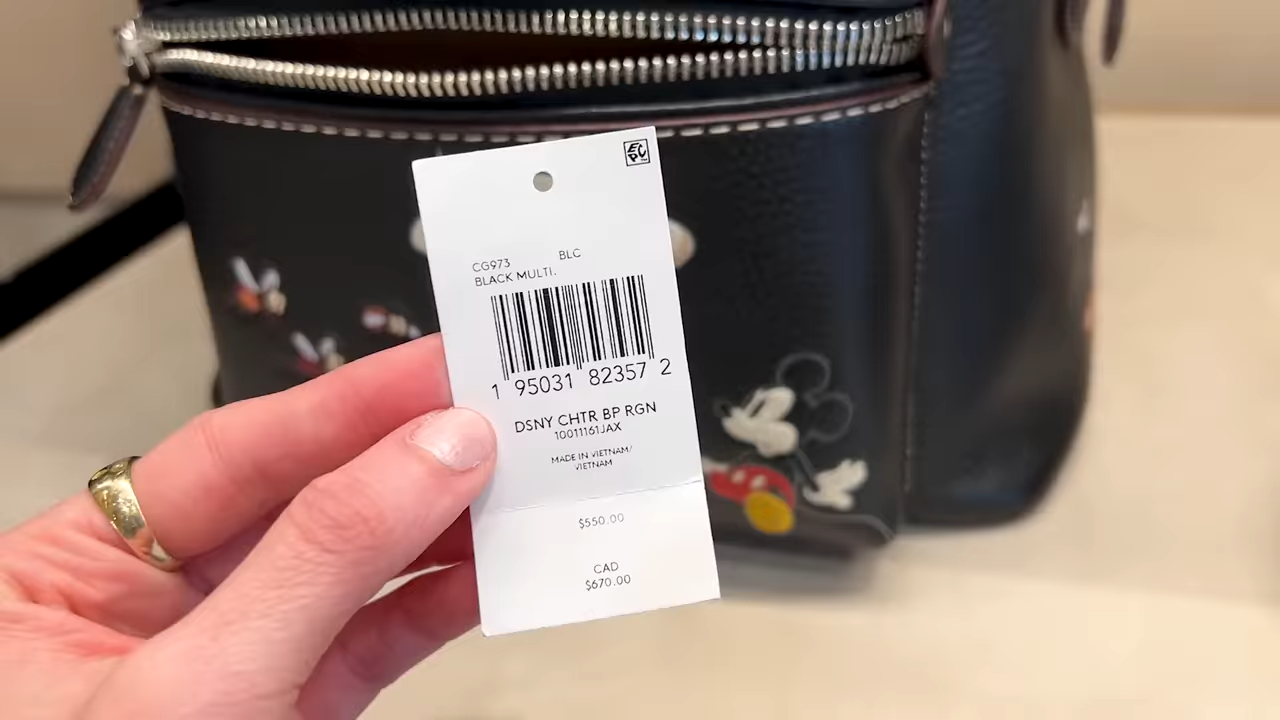 EPC
CG973 BLC
BLACK MULTI.
1 95031 82357 2
DSNY CHTR BP RGN
10011161JAX
MADE IN VIETNAM/
VIETNAM
$550.00
CAD
$670.00